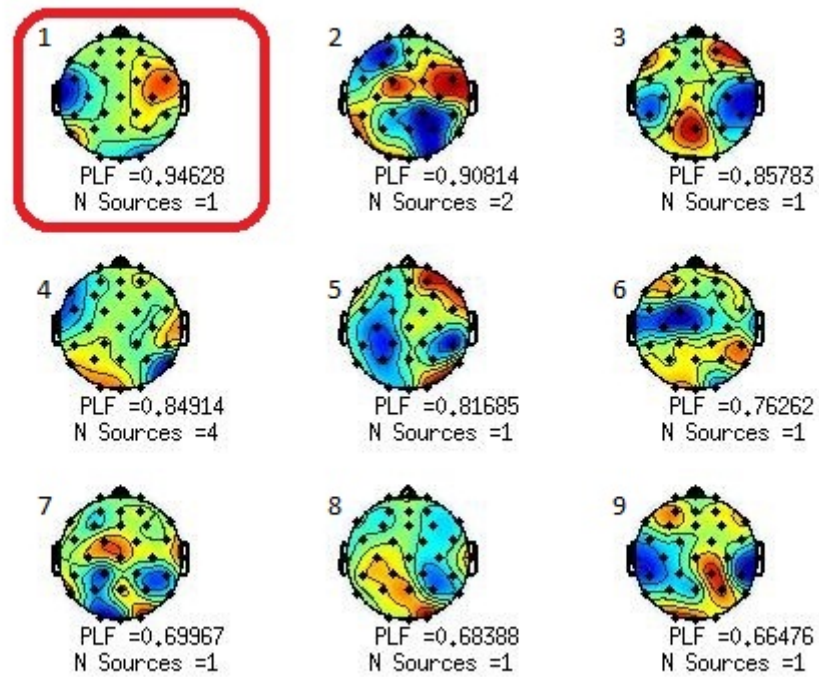 1
PLF =0.94628
N Sources =1
2
PLF =0.90814
N Sources =2
3
PLF =0.85783
N Sources =1
4
PLF =0.84914
N Sources =4
5
PLF =0.81685
N Sources =1
6
PLF =0.76262
N Sources =1
7
PLF =0.69967
N Sources =1
8
PLF =0.68388
N Sources =1
9
PLF =0.66476
N Sources =1